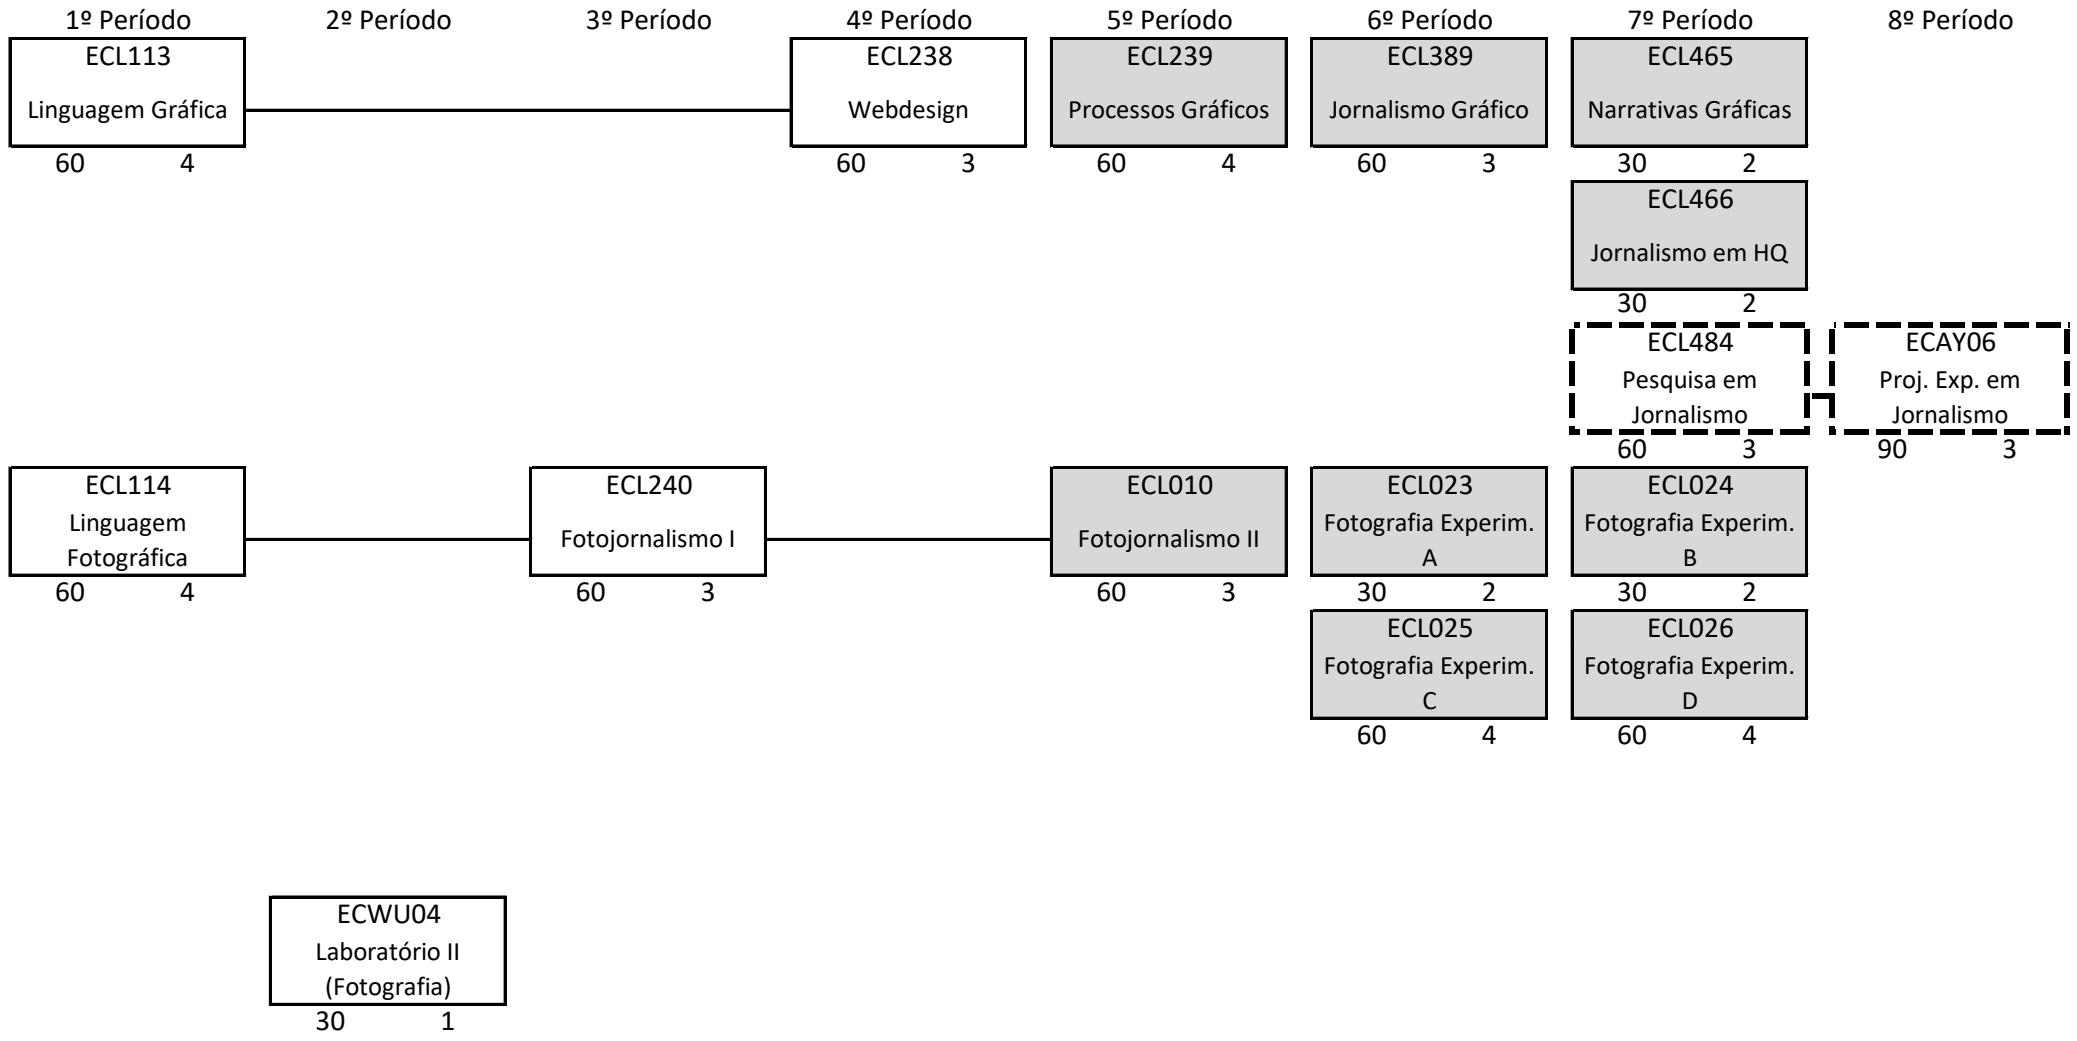 1º Período 2º Período 3º Período 4º Período 5º Período 6º Período 7º Período 8º Período
ECL113 ECL238 ECL239 ECL389 ECL465
Linguagem Gráfica Webdesign Processos Gráficos Jornalismo Gráfico Narrativas Gráficas
60 4 60 3 60 4 60 3 30 2
ECL466
Jornalismo em HQ
30 2
ECL484 ECAY06
Pesquisa em Proj. Exp. em
Jornalismo Jornalismo
60 3 90 3
ECL114 ECL240 ECL010 ECL023 ECL024
Linguagem Fotografia Experim. Fotografia Experim.
Fotojornalismo I Fotojornalismo II
Fotográfica A B
60 4 60 3 60 3 30 2 30 2
ECL025 ECL026
Fotografia Experim. Fotografia Experim.
C D
60 4 60 4
ECWU04
Laboratório II
(Fotografia)
30 1